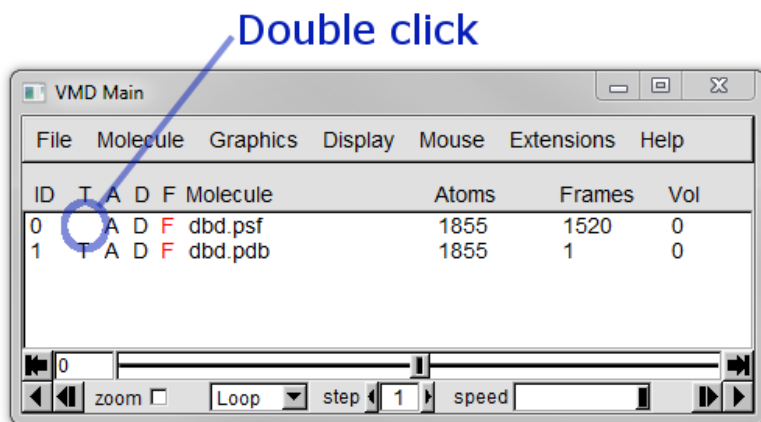 Double click
VMD Main
File Molecule Graphics Display Mouse Extensions Help
ID T A D F Molecule Atoms Frames Vol
0 A D F dbd.psf 1855 1520 0
1 T A D F dbd.pdb 1855 1 0
0
zoom Loop step 1 speed